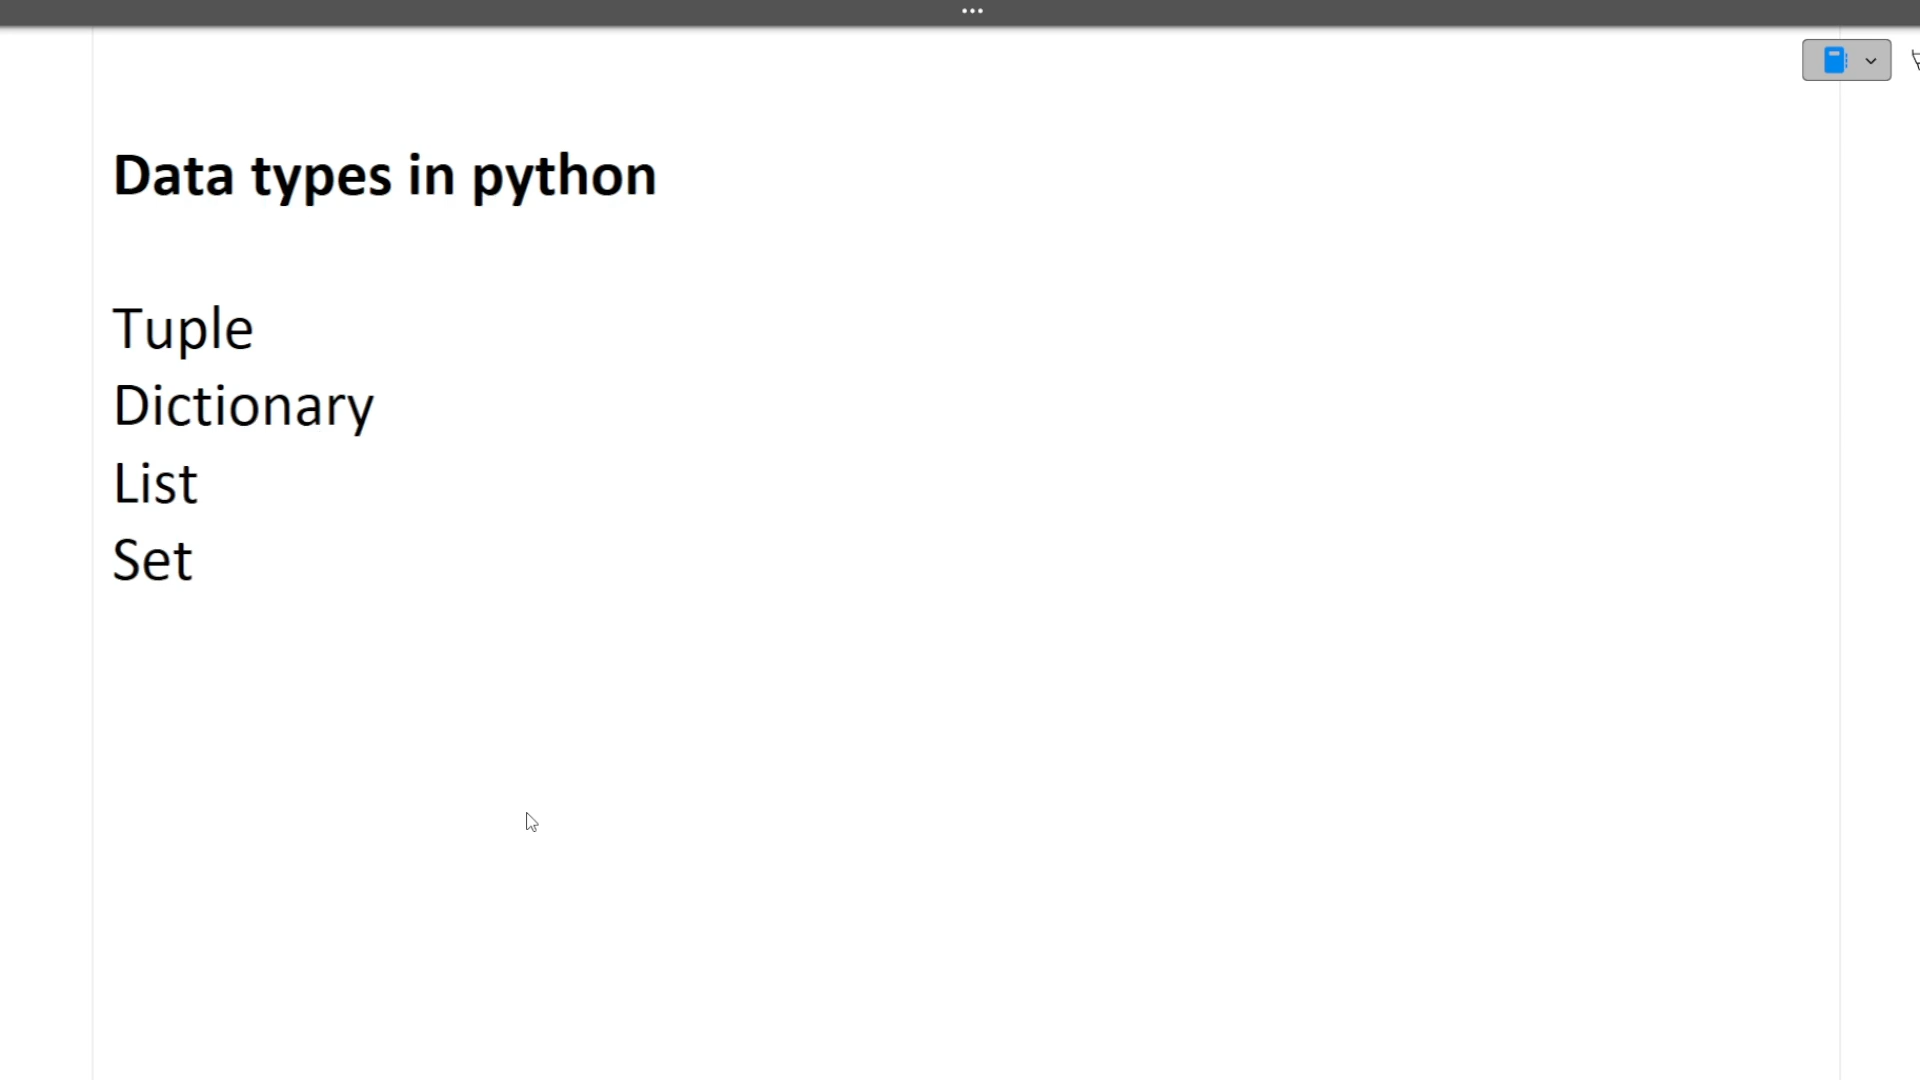 Data types in python
Tuple
Dictionary
List
Set